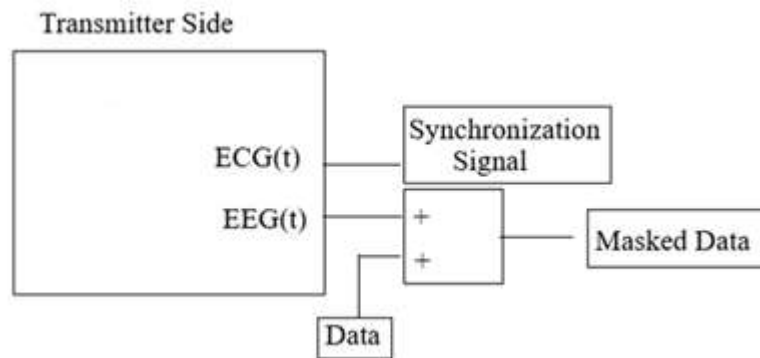 Transmitter Side
ECG(t)
Synchronization
Signal
EEG(t)
+
+
Masked Data
Data